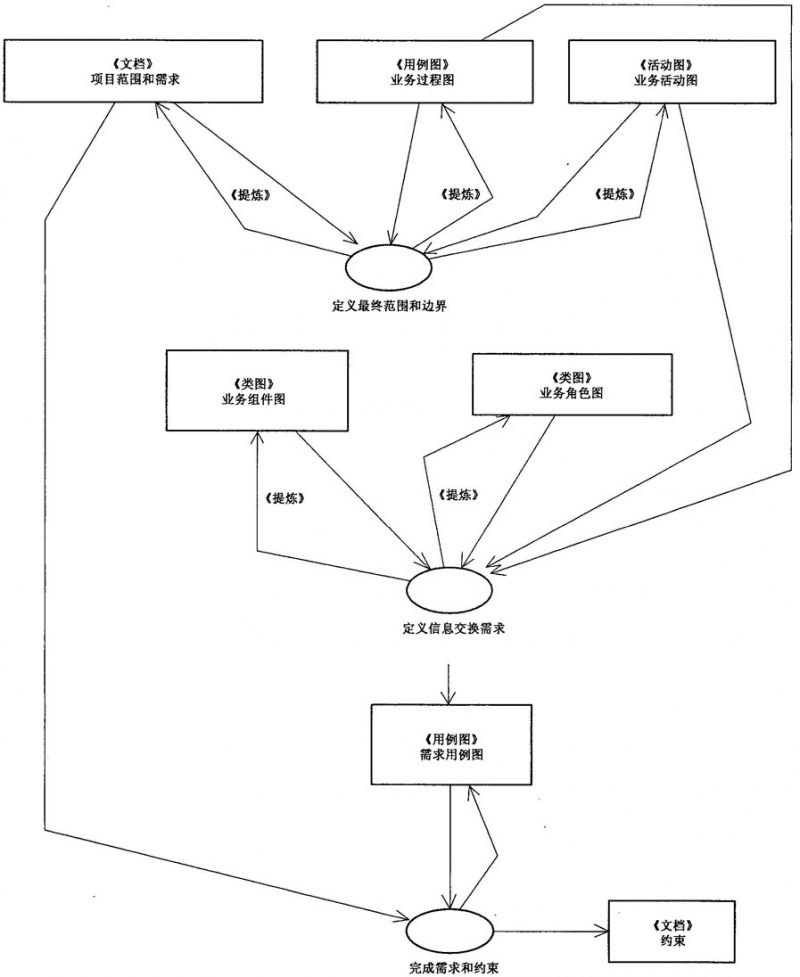 《文档》
项目范围和需求
《用例图》
业务过程图
《活动图》
业务活动图
《提炼》
《提炼》
《提炼》
定义最终范围和边界
《类图》
业务组件图
《类图》
业务角色图
《提炼》
《提炼》
定义信息交换需求
《用例图》
需求用例图
《文档》
约束
完成需求和约束